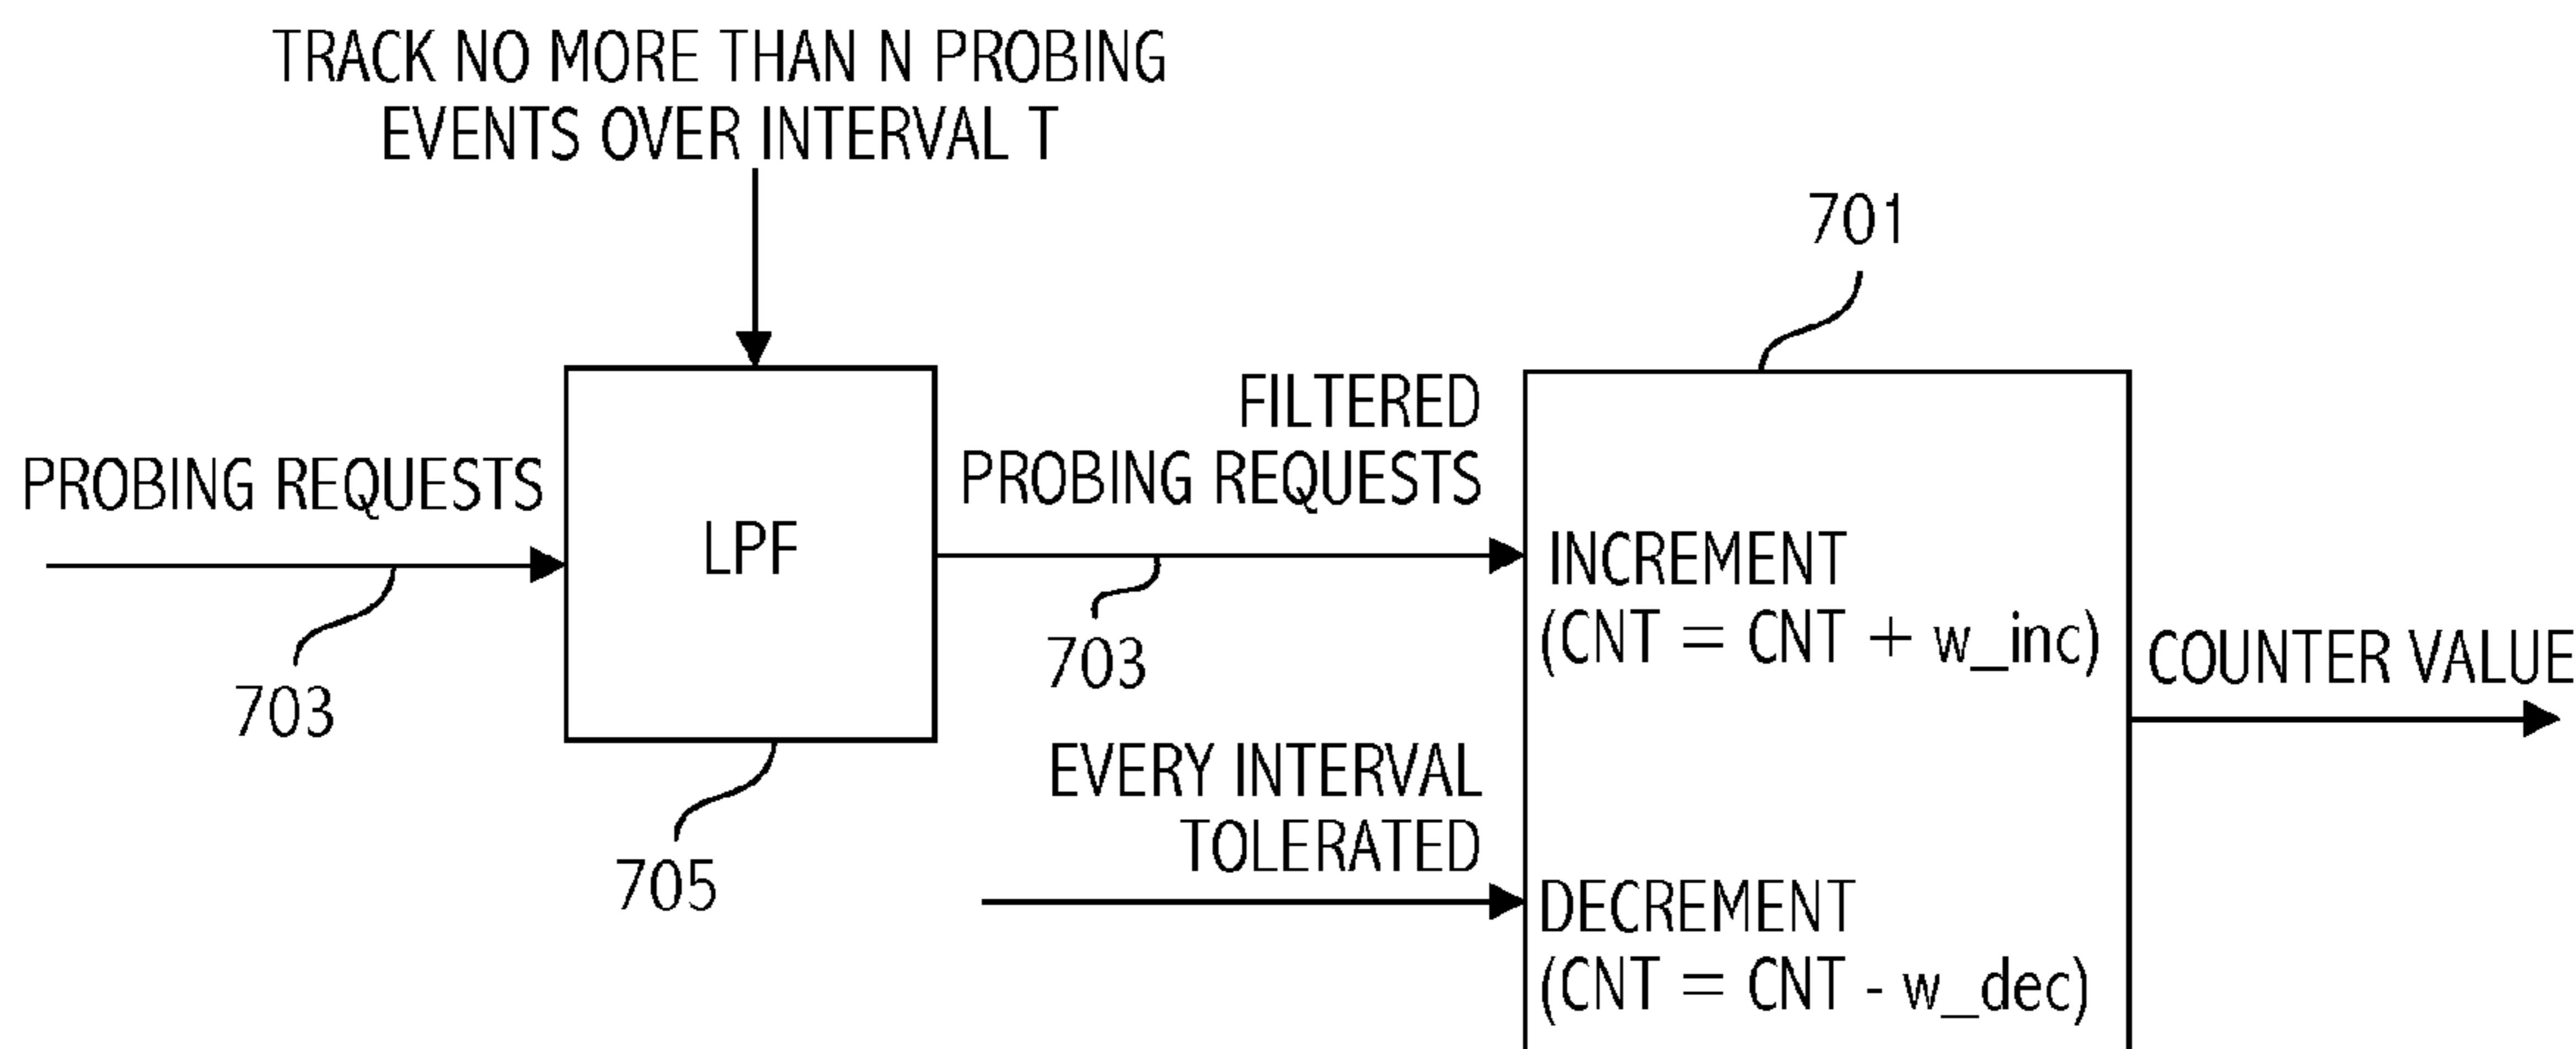 TRACK NO MORE THAN N PROBING
EVENTS OVER INTERVAL T
701
FILTERED
PROBING REQUESTS
PROBING REQUESTS
LPF
INCREMENT
(CNT = CNT + w_inc)
703
703
COUNTER VALUE
EVERY INTERVAL
TOLERATED
705
DECREMENT
(CNT = CNT - w_dec)